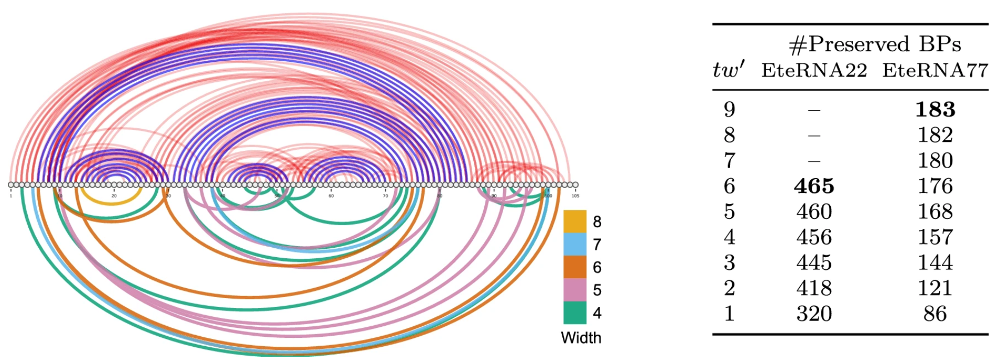 1 10 20 30 40 50 60 70 80 90 100 105
8
7
6
5
4
Width
#Preserved BPs
tw′ EteRNA22 EteRNA77
9 – 183
8 – 182
7 – 180
6 465 176
5 460 168
4 456 157
3 445 144
2 418 121
1 320 86